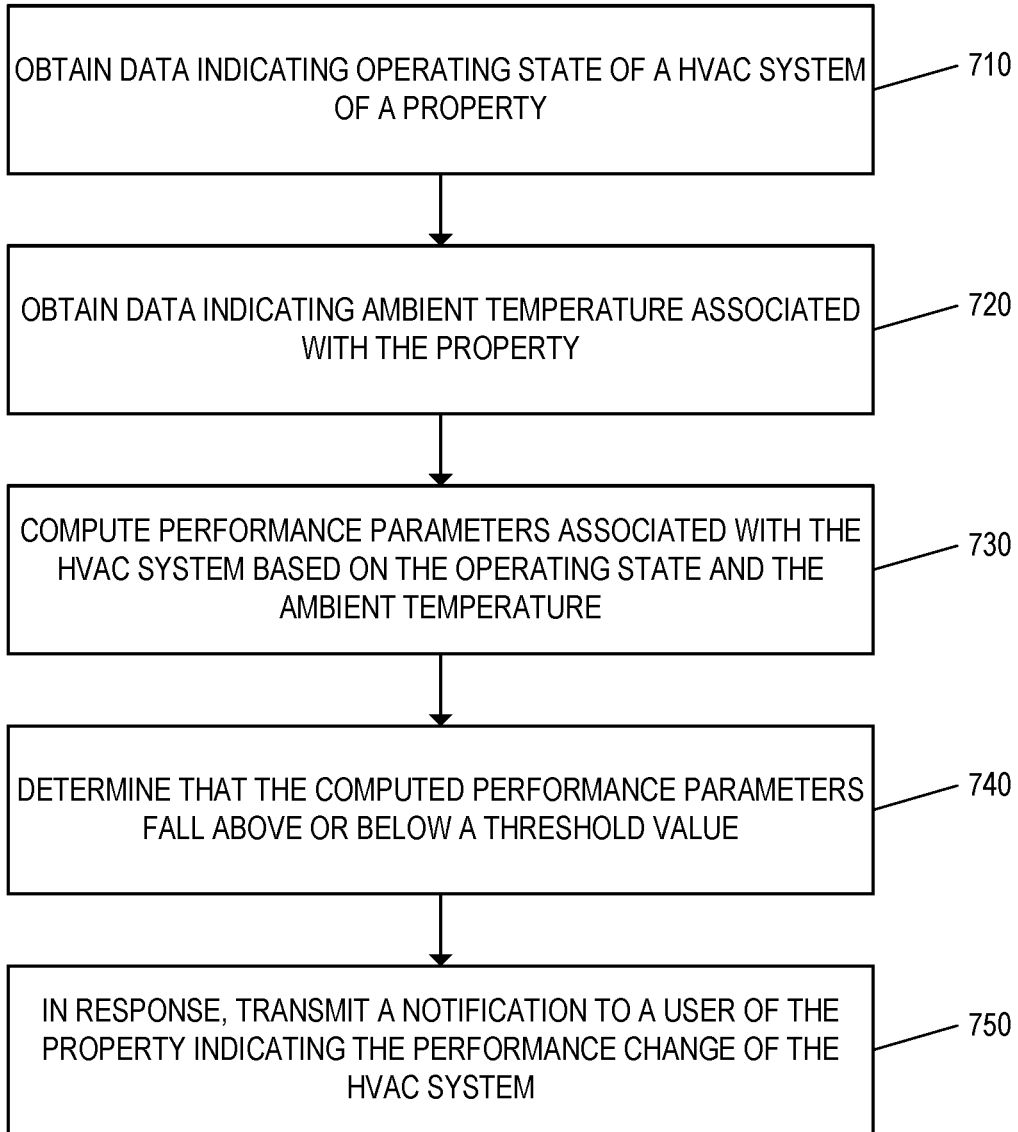 OBTAIN DATA INDICATING OPERATING STATE OF A HVAC SYSTEM
OF A PROPERTY
710
OBTAIN DATA INDICATING AMBIENT TEMPERATURE ASSOCIATED
WITH THE PROPERTY
720
COMPUTE PERFORMANCE PARAMETERS ASSOCIATED WITH THE
HVAC SYSTEM BASED ON THE OPERATING STATE AND THE
AMBIENT TEMPERATURE
730
DETERMINE THAT THE COMPUTED PERFORMANCE PARAMETERS
FALL ABOVE OR BELOW A THRESHOLD VALUE
740
IN RESPONSE, TRANSMIT A NOTIFICATION TO A USER OF THE
PROPERTY INDICATING THE PERFORMANCE CHANGE OF THE
HVAC SYSTEM
750